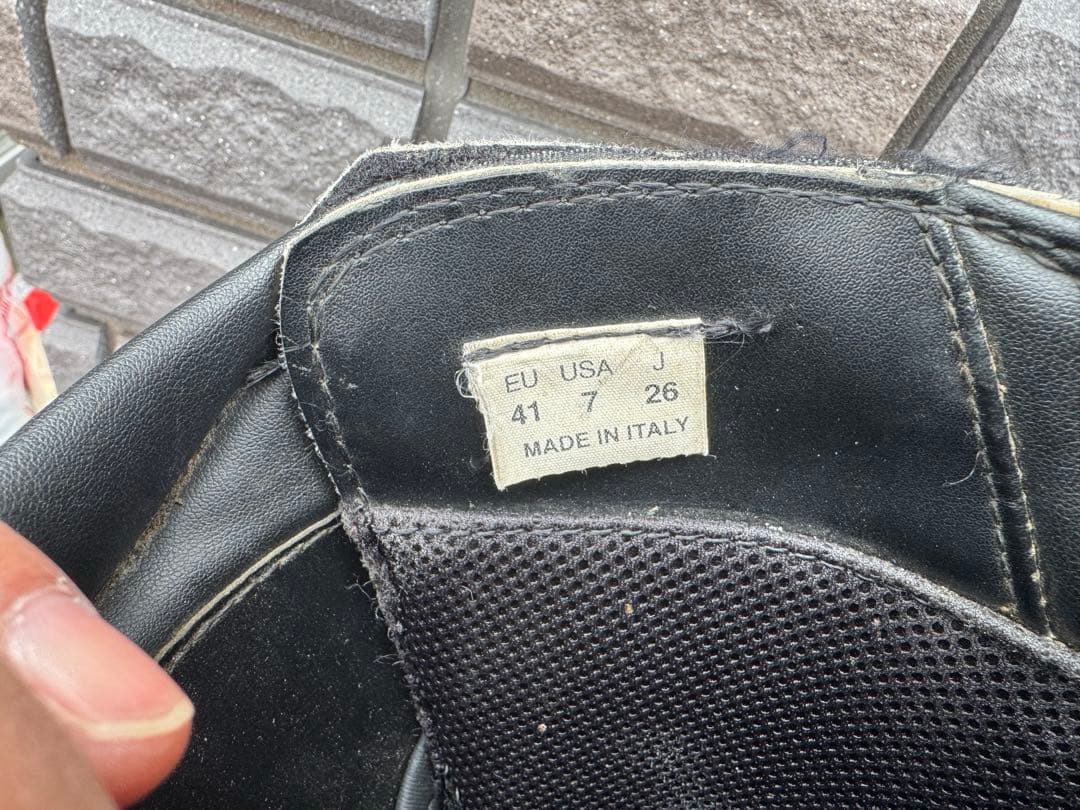 EU USA J
41 7 26
MADE IN ITALY